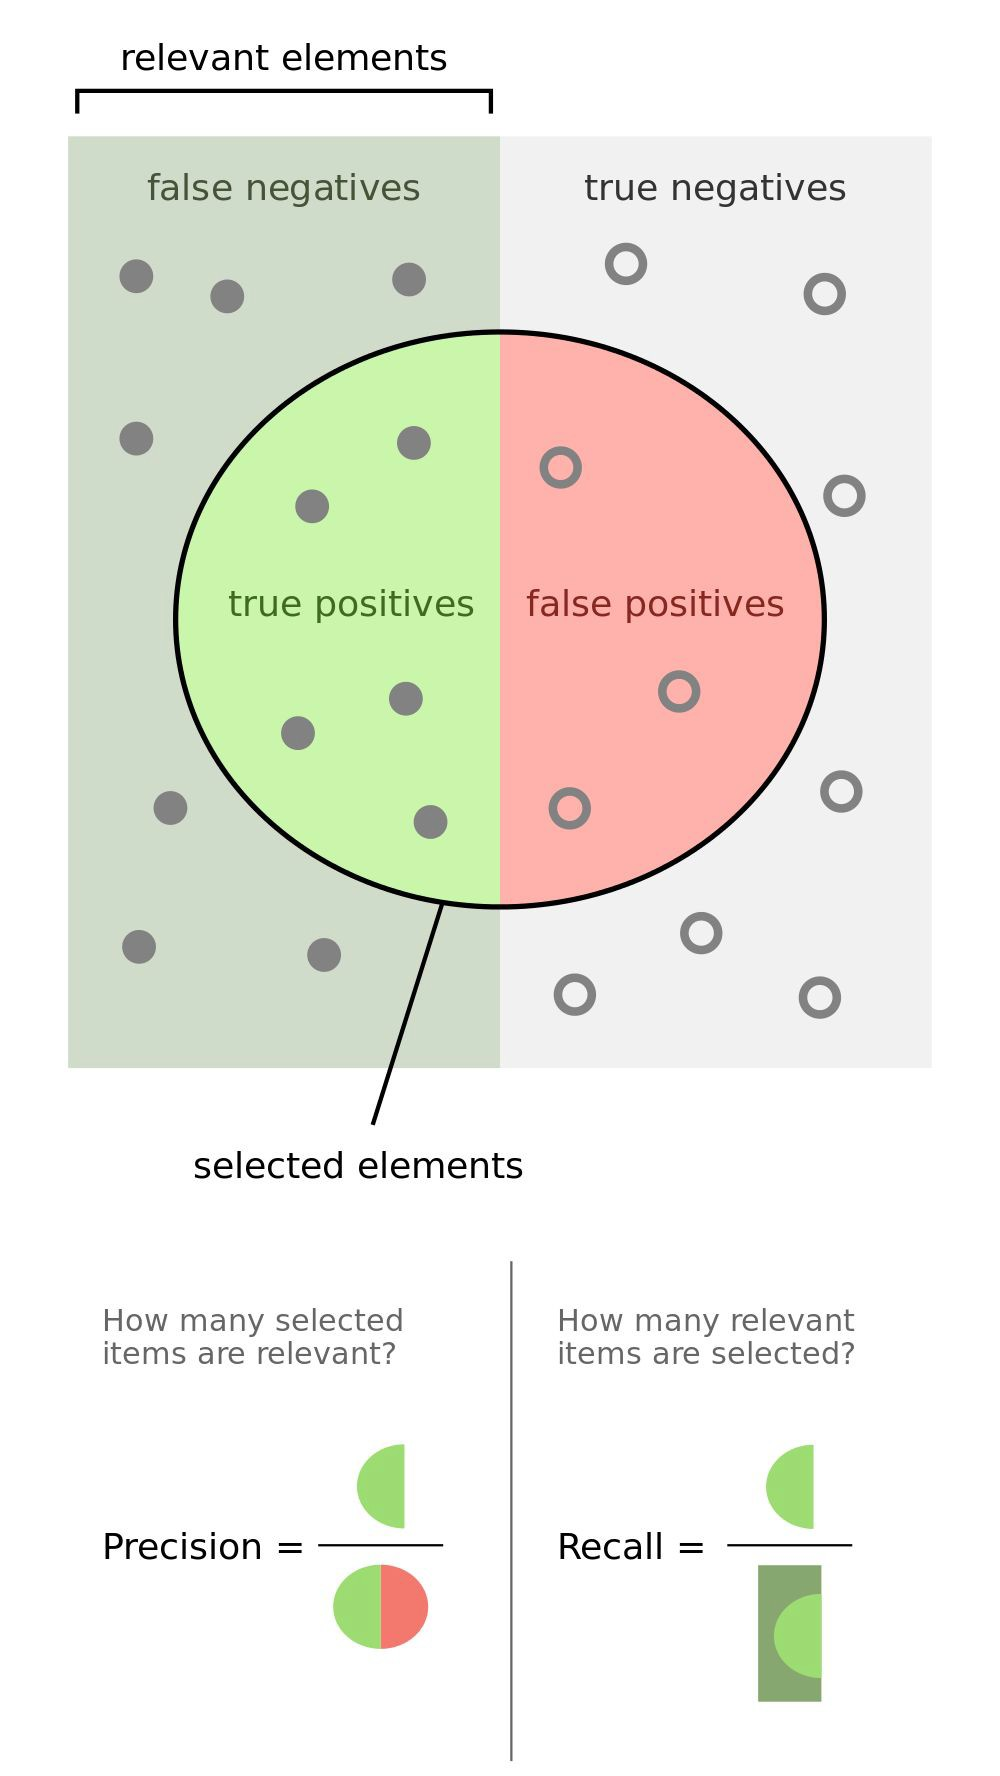 relevant elements
false negatives
true negatives
true positives
false positives
selected elements
How many selected
items are relevant?
How many relevant
items are selected?
Precision =
Recall =